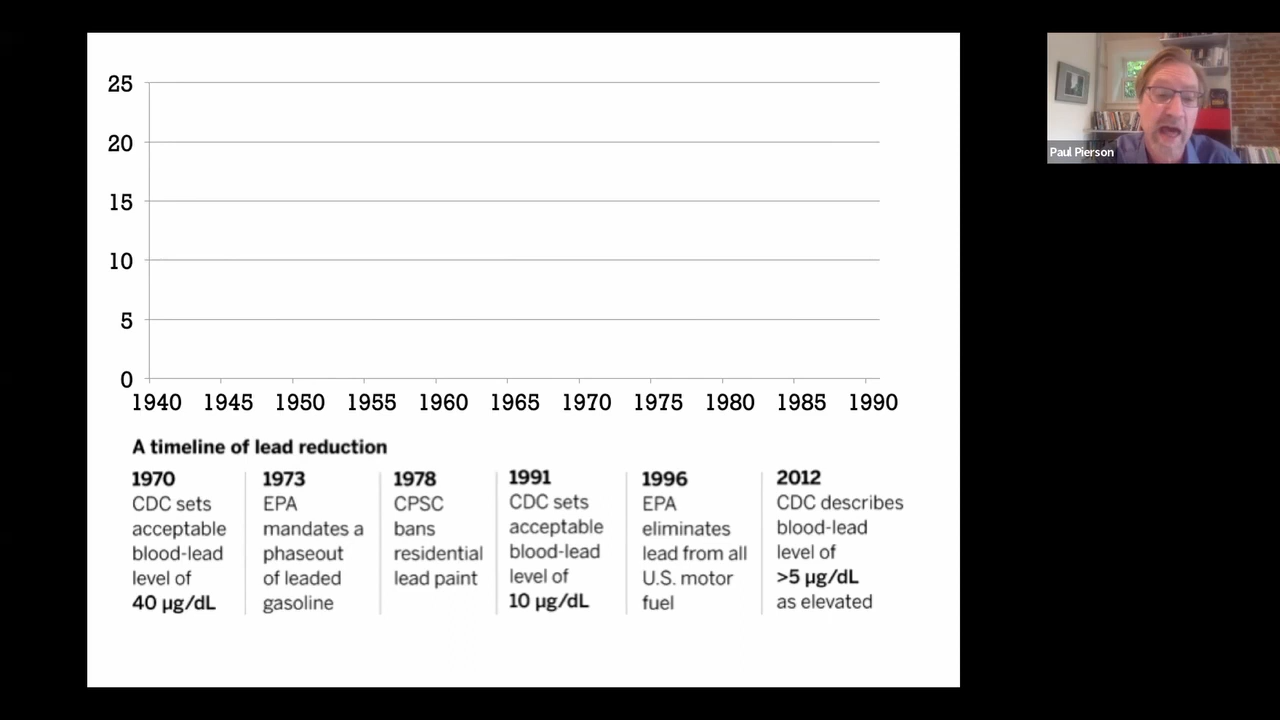 25
20
15
10
5
0
1940 1945 1950 1955 1960 1965 1970 1975 1980 1985 1990
A timeline of lead reduction
1970
CDC sets
acceptable
blood-lead
level of
40 µg/dL
1973
EPA
mandates a
phaseout
of leaded
gasoline
1978
CPSC
bans
residential
lead paint
1991
CDC sets
acceptable
blood-lead
level of
10 µg/dL
1996
EPA
eliminates
lead from all
U.S. motor
fuel
2012
CDC describes
blood-lead
level of
>5 µg/dL
as elevated
Paul Pierson